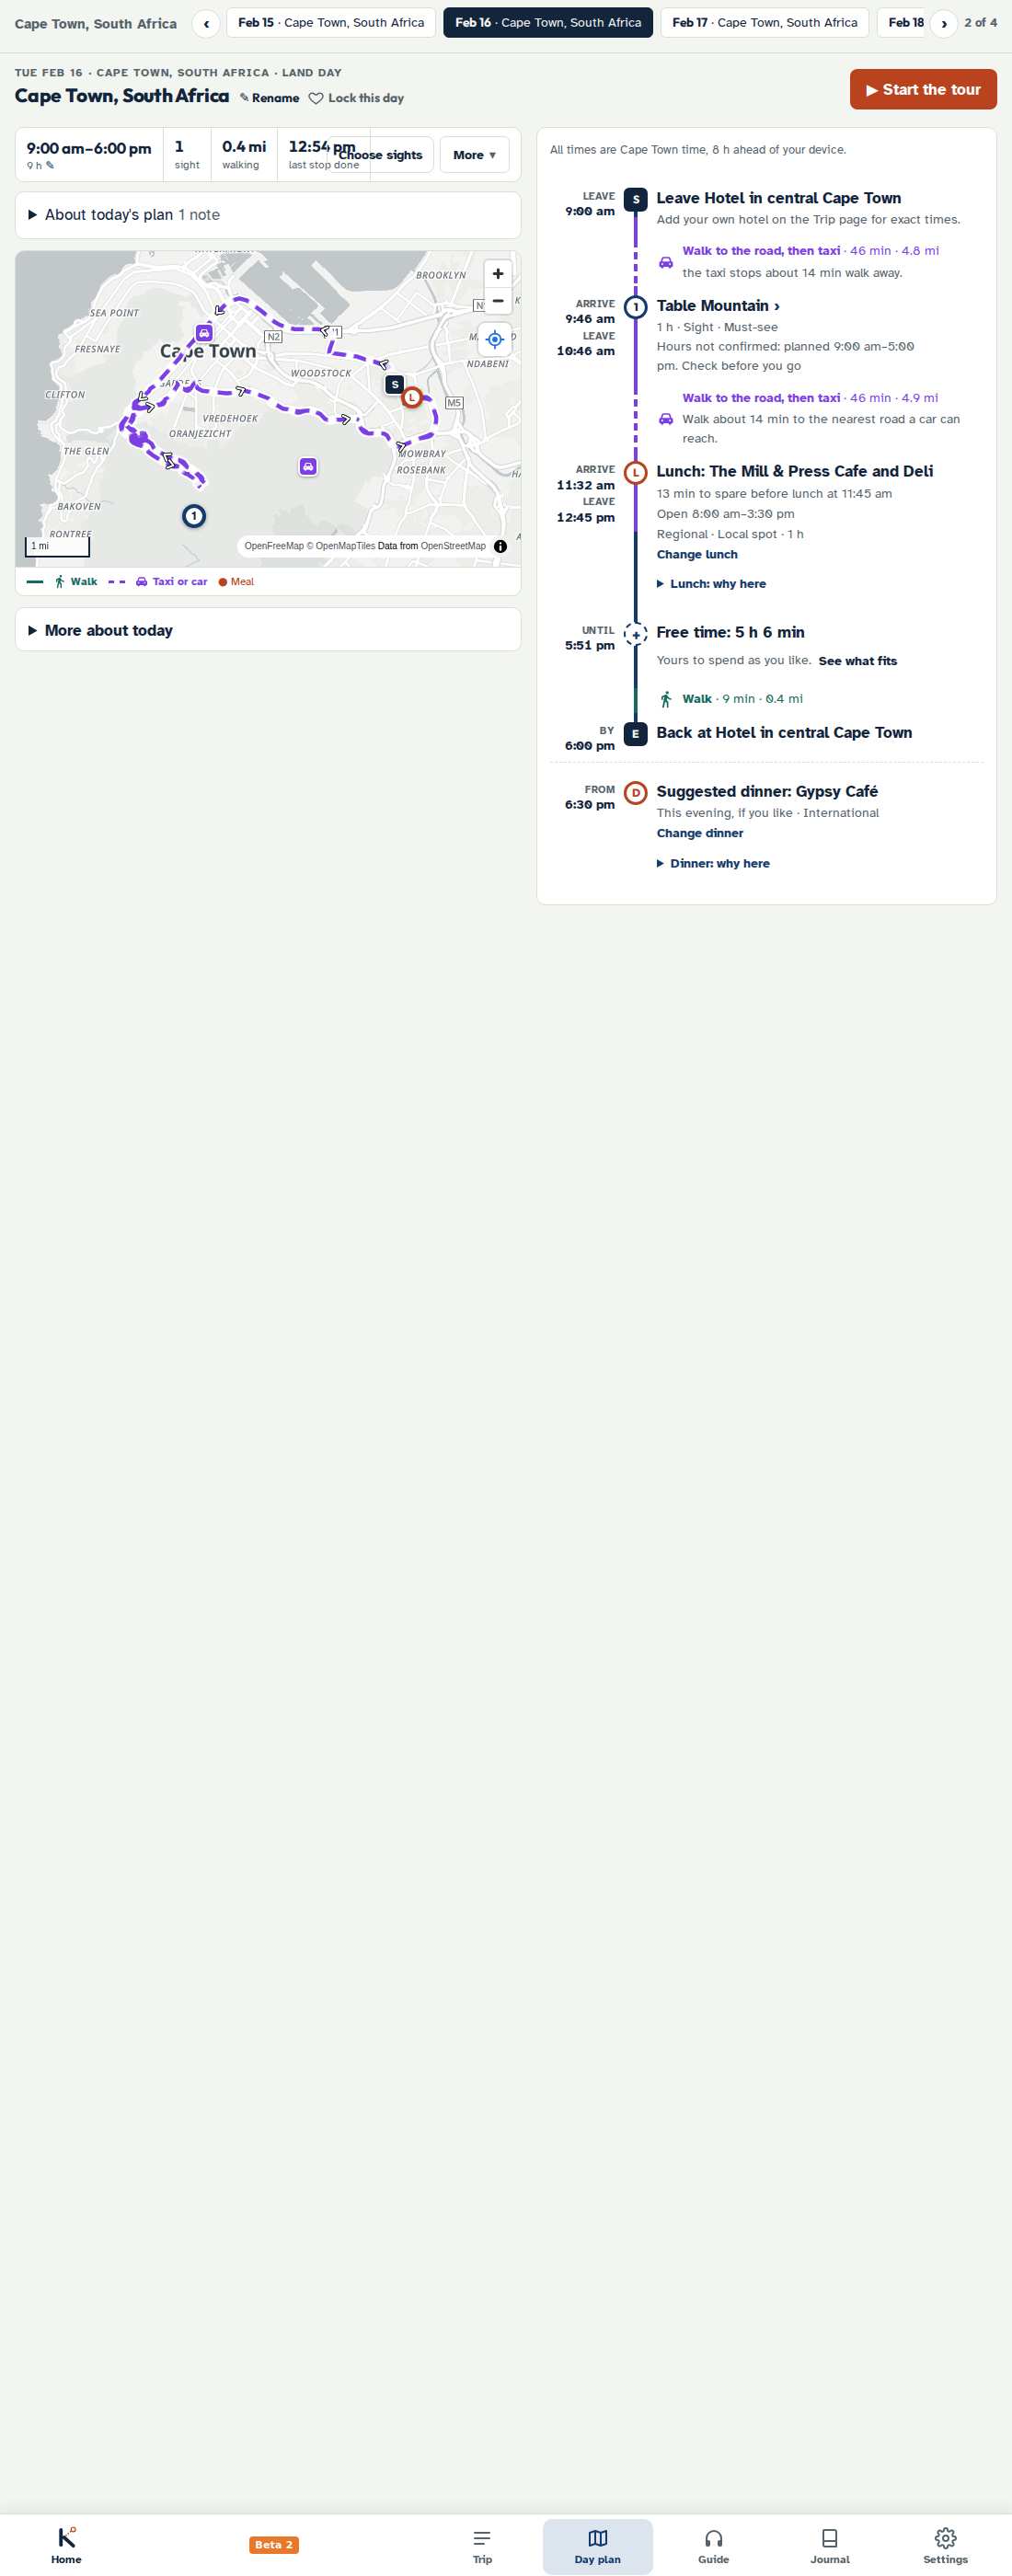 Cape Town, South Africa
‹
Feb 15 · Cape Town, South Africa
Feb 16 · Cape Town, South Africa
Feb 17 · Cape Town, South Africa
Feb 18
›
2 of 4
TUE FEB 16 · CAPE TOWN, SOUTH AFRICA · LAND DAY
Cape Town, South Africa
✎ Rename
Lock this day
▶ Start the tour
9:00 am–6:00 pm
9 h ✎
1
sight
0.4 mi
walking
12:54 pm
last stop done
Choose sights
More ▾
▶ About today's plan 1 note
BROOKLYN
SEA POINT
N2
FRESNAYE
Cape Town
NDABENI
WOODSTOCK
CLIFTON
S
L
M5
VREDEHOEK
ORANJEZICHT
THE GLEN
MOWBRAY
ROSEBANK
BAKOVEN
1
RONTREE
1 mi
OpenFreeMap © OpenMapTiles Data from OpenStreetMap
Walk
Taxi or car
Meal
▶ More about today
All times are Cape Town time, 8 h ahead of your device.
LEAVE
9:00 am
S
Leave Hotel in central Cape Town
Add your own hotel on the Trip page for exact times.
Walk to the road, then taxi · 46 min · 4.8 mi
the taxi stops about 14 min walk away.
ARRIVE
9:46 am
LEAVE
10:46 am
1
Table Mountain ›
1 h · Sight · Must-see
Hours not confirmed: planned 9:00 am–5:00
pm. Check before you go
Walk to the road, then taxi · 46 min · 4.9 mi
Walk about 14 min to the nearest road a car can
reach.
ARRIVE
11:32 am
LEAVE
12:45 pm
L
Lunch: The Mill & Press Cafe and Deli
13 min to spare before lunch at 11:45 am
Open 8:00 am–3:30 pm
Regional · Local spot · 1 h
Change lunch
▶ Lunch: why here
UNTIL
5:51 pm
+
Free time: 5 h 6 min
Yours to spend as you like. See what fits
Walk · 9 min · 0.4 mi
BY
6:00 pm
E
Back at Hotel in central Cape Town
FROM
6:30 pm
D
Suggested dinner: Gypsy Café
This evening, if you like · International
Change dinner
▶ Dinner: why here
Home
Beta 2
Trip
Day plan
Guide
Journal
Settings